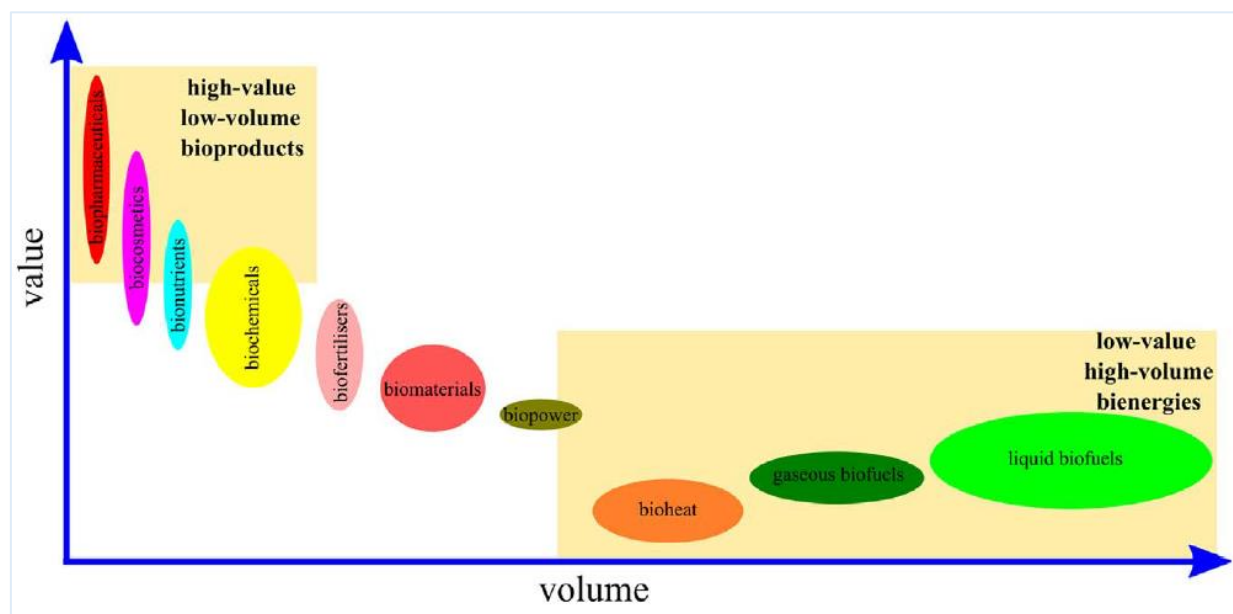 high-value
low-volume
bioproducts
biopharmaceuticals
biocosmetics
bionutrients
biochemicals
biofertilisers
biomaterials
biopower
low-value
high-volume
bienergies
bioheat
gaseous biofuels
liquid biofuels
value
volume